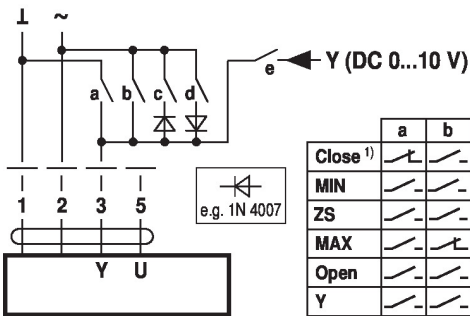 ⊥ ~
a b c d e Y (DC 0...10 V)
1 2 3 5
Y U
e.g. 1N 4007
a b
Close 1)
MIN
ZS
MAX
Open
Y